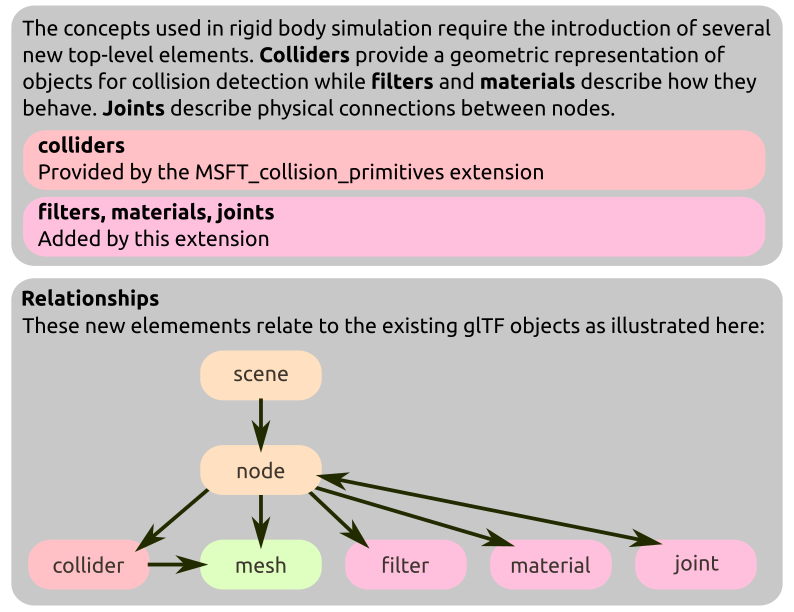 The concepts used in rigid body simulation require the introduction of several
new top-level elements. Colliders provide a geometric representation of
objects for collision detection while filters and materials describe how they
behave. Joints describe physical connections between nodes.
colliders
Provided by the MSFT_collision_primitives extension
filters, materials, joints
Added by this extension
Relationships
These new elemements relate to the existing glTF objects as illustrated here:
scene
node
collider
mesh
filter
material
joint